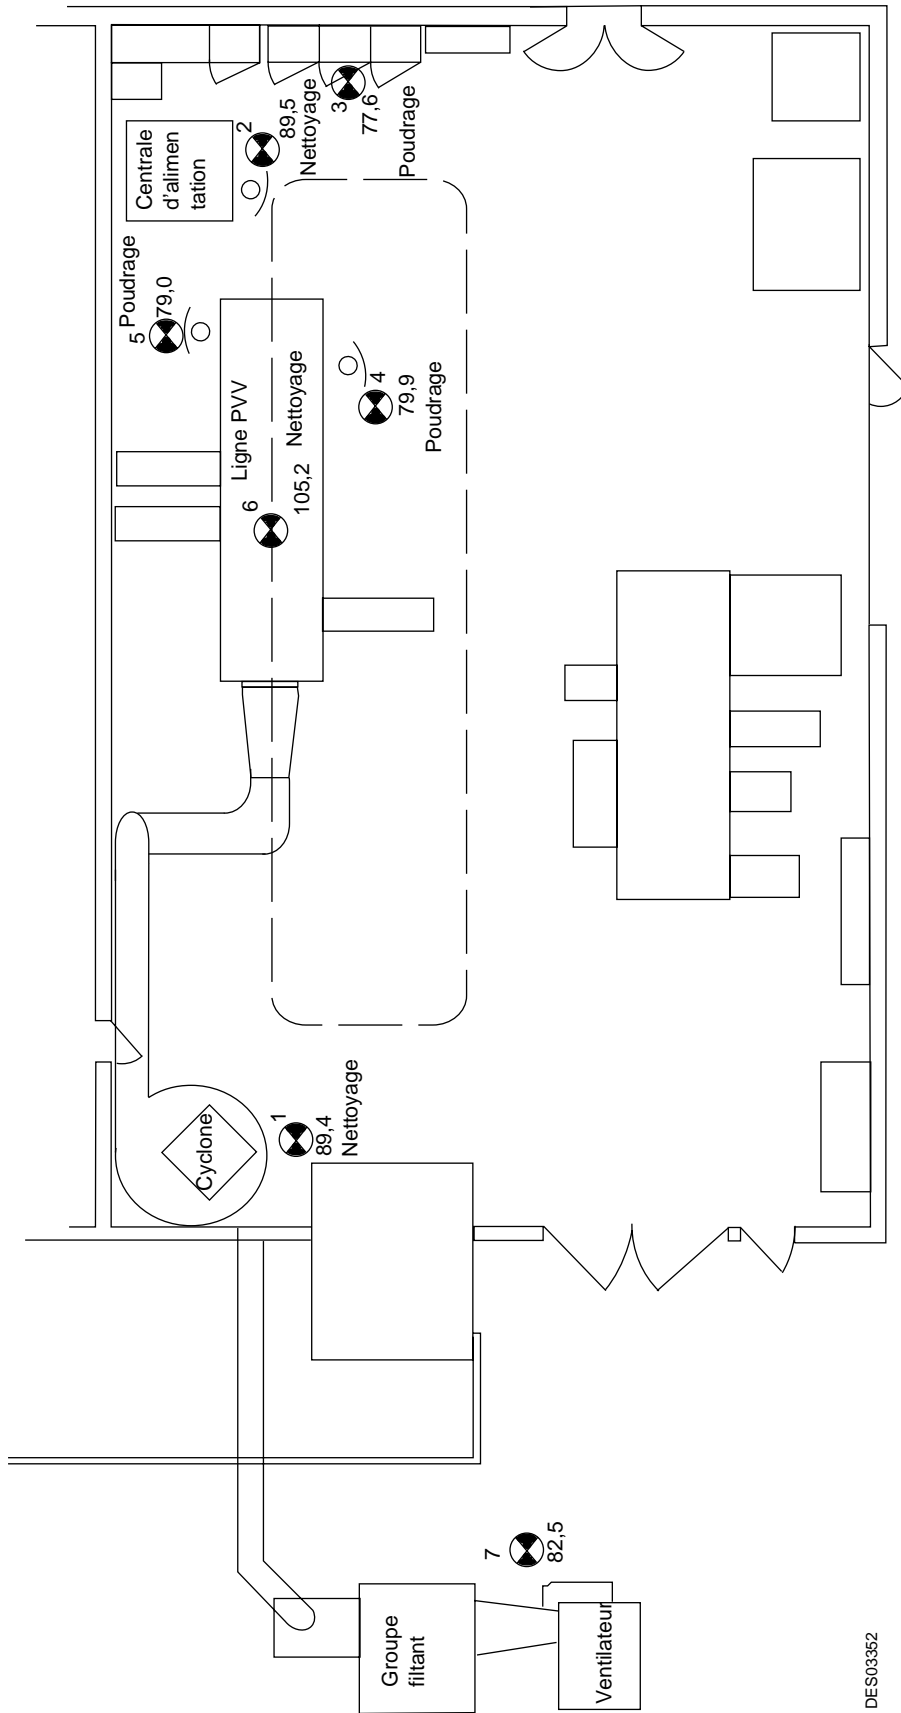 Centrale
d'alimen
tation
2
89,5
Nettoyage
3
77,6
Poudrage
5
Poudrage
79,0
Ligne PVV
Nettoyage
6
105,2
4
79,9
Poudrage
Cyclone
1
89,4
Nettoyage
7
82,5
Groupe
filtant
Ventilateur
DES03352